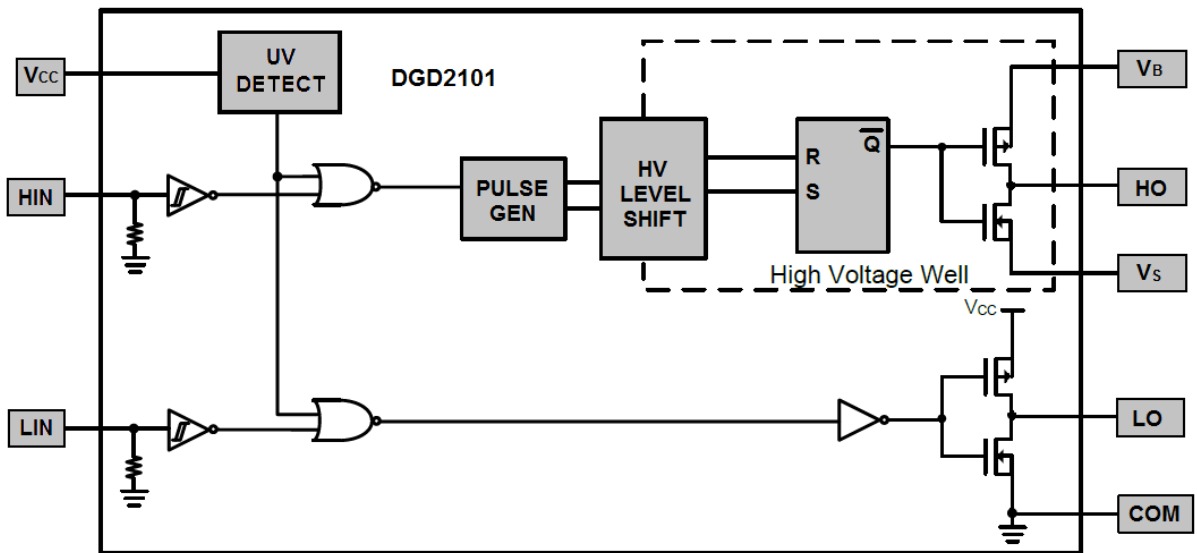 UV
DETECT
VCC
DGD2101
VB
Q
R
S
HV
LEVEL
SHIFT
PULSE
GEN
HIN
HO
High Voltage Well
VS
VCC
LIN
LO
COM